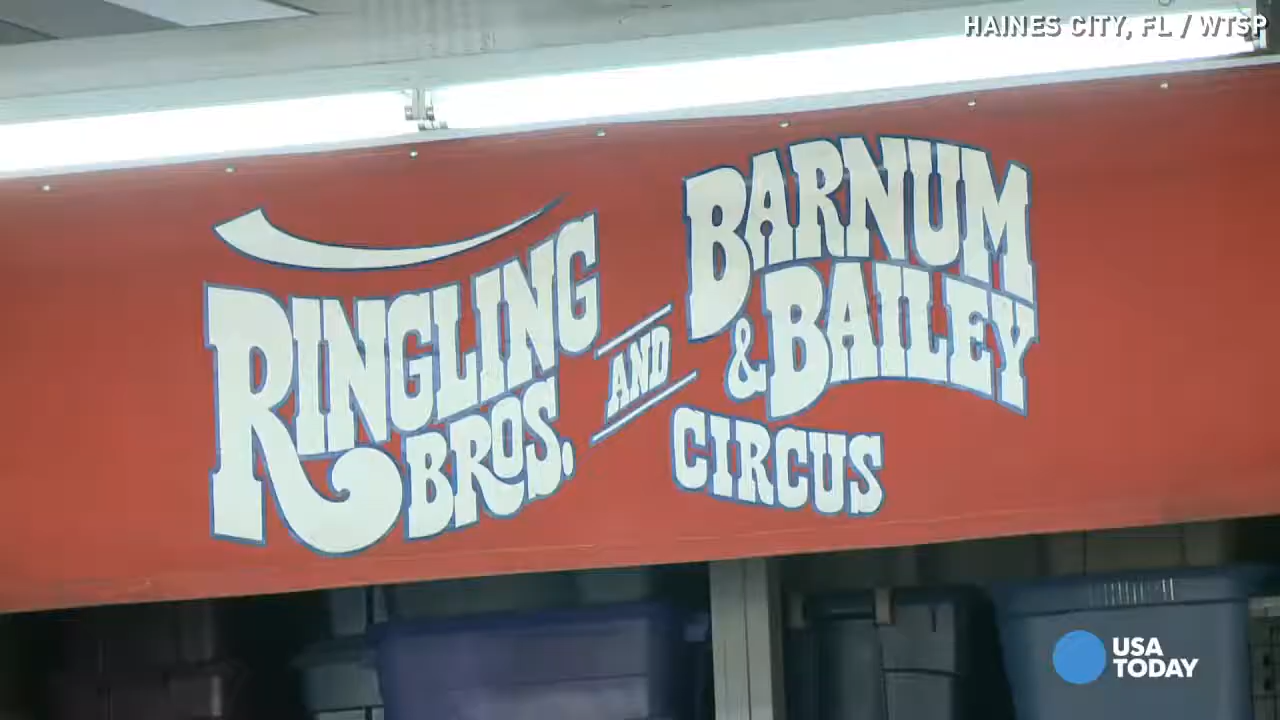 HAINES CITY, FL / WTSP
RINGLING
BROS.
AND
BARNUM
& BAILEY
CIRCUS
USA
TODAY